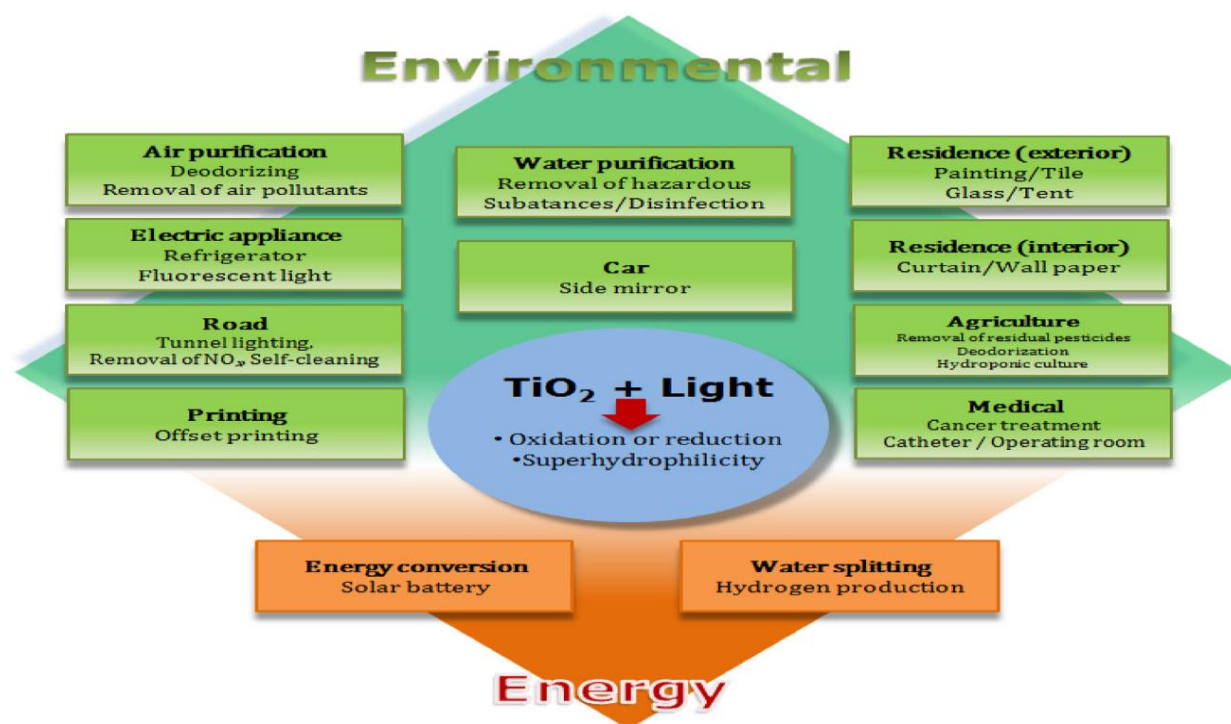 Environmental
Air purification
Deodorizing
Removal of air pollutants
Electric appliance
Refrigerator
Fluorescent light
Road
Tunnel lighting,
Removal of NOₓ, Self-cleaning
Printing
Offset printing
Water purification
Removal of hazardous
Subatances/Disinfection
Car
Side mirror
Residence (exterior)
Painting/Tile
Glass/Tent
Residence (interior)
Curtain/Wall paper
Agriculture
Removal of residual pesticides
Deodorization
Hydroponic culture
Medical
Cancer treatment
Catheter / Operating room
TiO₂ + Light
• Oxidation or reduction
•Superhydrophilicity
Energy conversion
Solar battery
Water splitting
Hydrogen production
Energy